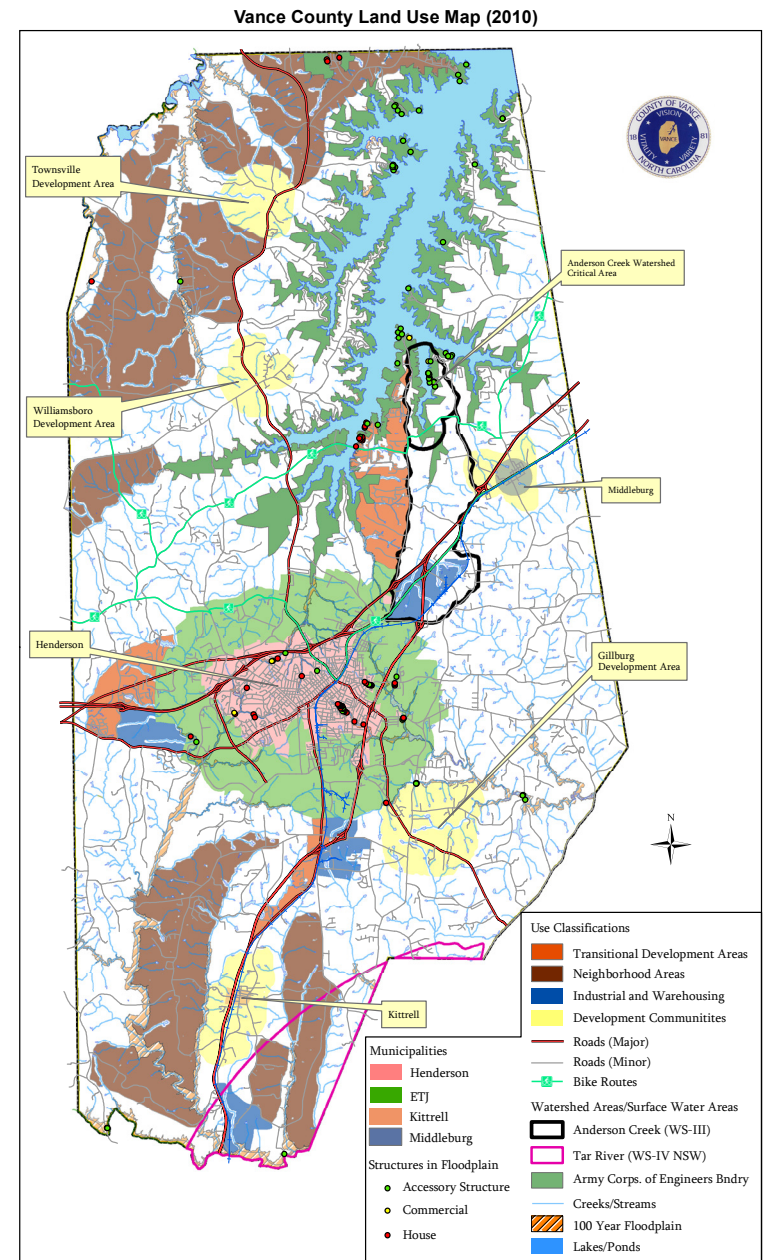 Vance County Land Use Map (2010)
COUNTY OF VANCE
VISION
18 81
VITALITY
VANCE
VARIETY
NORTH CAROLINA
Townsville
Development Area
Anderson Creek Watershed
Critical Area
Williamsboro
Development Area
Middleburg
Henderson
Gillburg
Development Area
N
Kittrell
Use Classifications
Transitional Development Areas
Neighborhood Areas
Industrial and Warehousing
Development Communitites
Roads (Major)
Roads (Minor)
Bike Routes
Watershed Areas/Surface Water Areas
Anderson Creek (WS-III)
Tar River (WS-IV NSW)
Army Corps. of Engineers Bndry
Creeks/Streams
100 Year Floodplain
Lakes/Ponds
Municipalities
Henderson
ETJ
Kittrell
Middleburg
Structures in Floodplain
Accessory Structure
Commercial
House